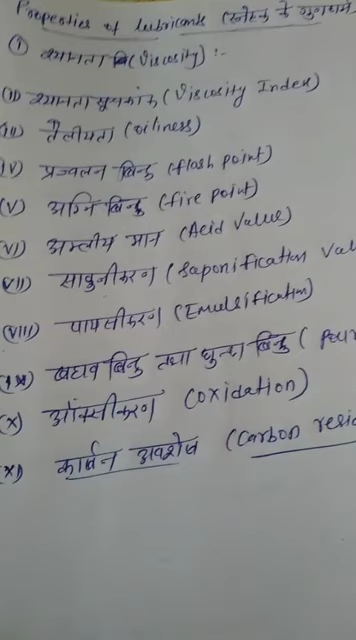 Properties of lubricants (स्नेहक के गुणधर्म
(I) श्यानता (Viscosity) :-
(II) श्यानता सूचकांक (Viscosity Index)
III) तैलीयता (oiliness)
IV) प्रज्वलन बिन्दु (flash point)
(V) अग्नि बिन्दु (fire point)
(VI) अम्लीय मान (Acid Value)
(VII) साबुनीकरण (Saponification Val
(VIII) पायसीकरण (Emulsification)
(IX) बहाव बिन्दु तथा धुन्ध बिन्दु ( Pour
(X) ऑक्सीकरण (oxidation)
(XI) कार्बन अवशेष (Carbon resi